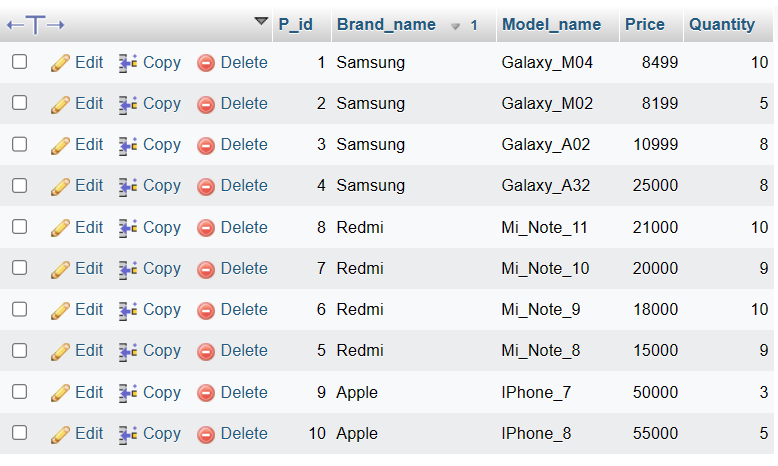 P_id Brand_name 1 Model_name Price Quantity
Edit Copy Delete 1 Samsung Galaxy_M04 8499 10
Edit Copy Delete 2 Samsung Galaxy_M02 8199 5
Edit Copy Delete 3 Samsung Galaxy_A02 10999 8
Edit Copy Delete 4 Samsung Galaxy_A32 25000 8
Edit Copy Delete 8 Redmi Mi_Note_11 21000 10
Edit Copy Delete 7 Redmi Mi_Note_10 20000 9
Edit Copy Delete 6 Redmi Mi_Note_9 18000 10
Edit Copy Delete 5 Redmi Mi_Note_8 15000 9
Edit Copy Delete 9 Apple IPhone_7 50000 3
Edit Copy Delete 10 Apple IPhone_8 55000 5